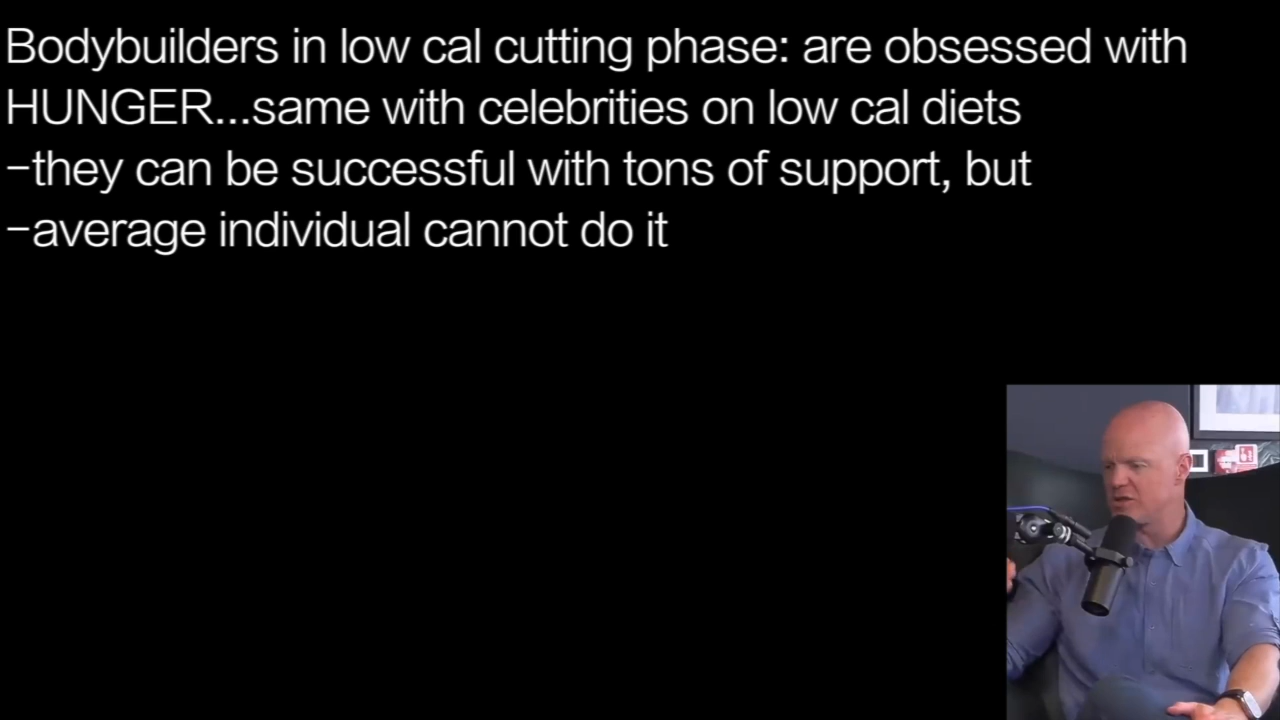 Bodybuilders in low cal cutting phase: are obsessed with
HUNGER...same with celebrities on low cal diets
-they can be successful with tons of support, but
-average individual cannot do it